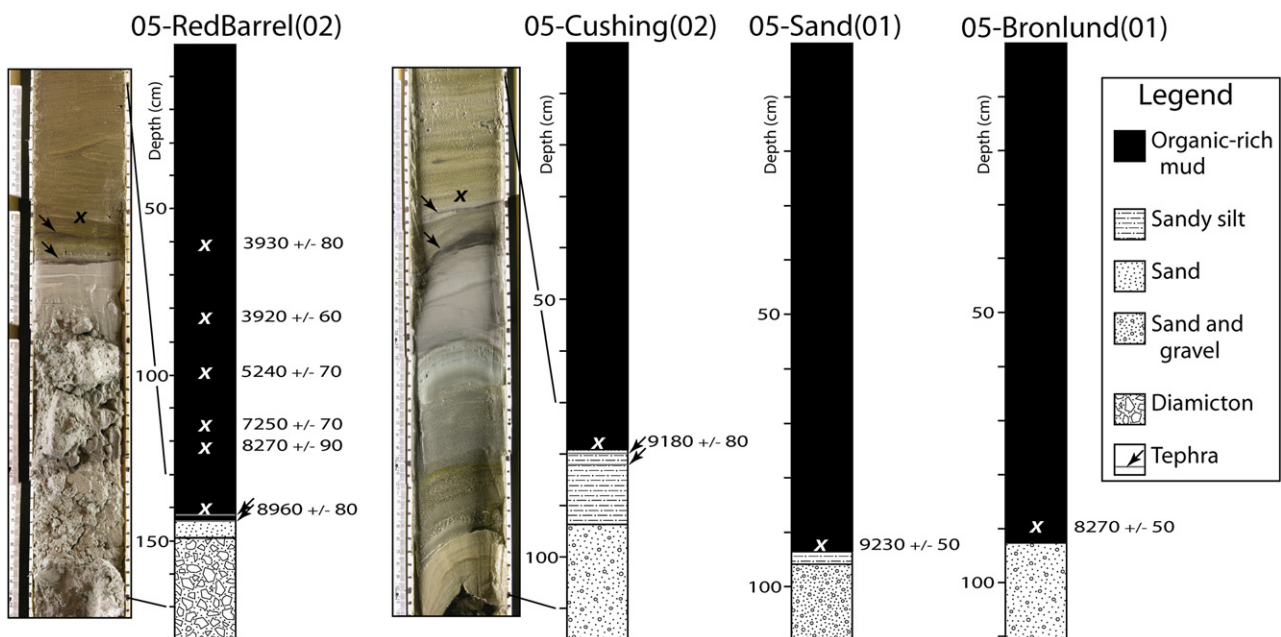 05-RedBarrel(02)
05-Cushing(02)
05-Sand(01)
05-Bronlund(01)
Depth (cm)
50
100
150
x
x
3930 +/- 80
x
3920 +/- 60
x
5240 +/- 70
x
7250 +/- 70
x
8270 +/- 90
x
8960 +/- 80
Depth (cm)
50
100
x
x
9180 +/- 80
Depth (cm)
50
100
x
9230 +/- 50
Depth (cm)
50
100
x
8270 +/- 50
Legend
Organic-rich
mud
Sandy silt
Sand
Sand and
gravel
Diamicton
Tephra